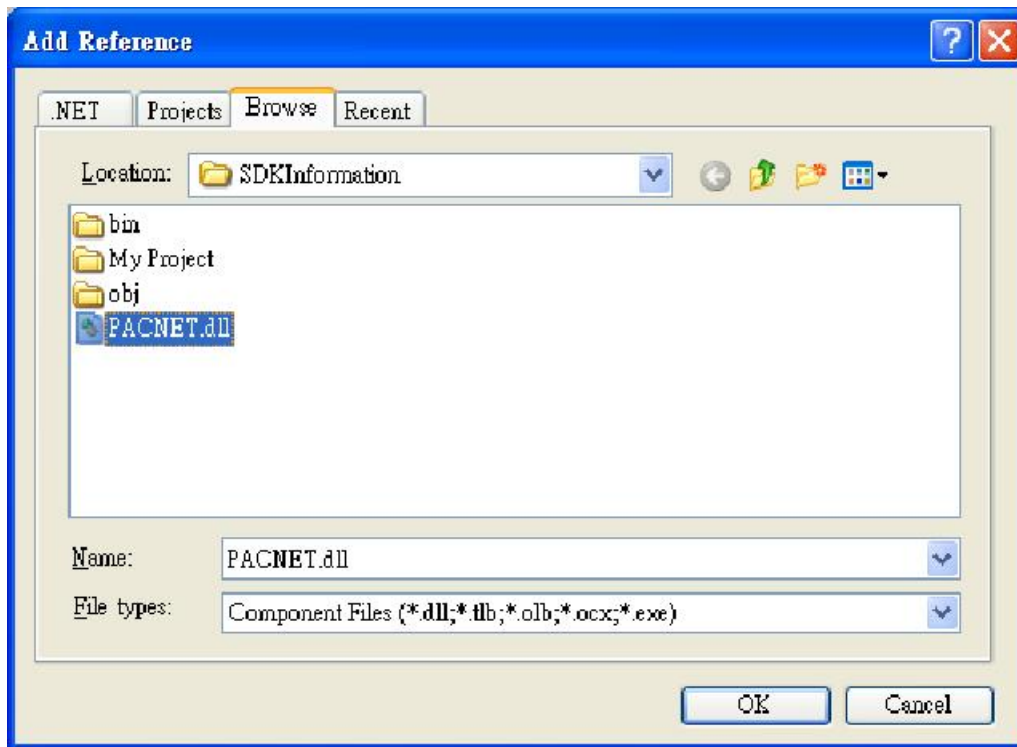 Add Reference
.NET Projects Browse Recent
Location: SDKInformation
bin
My Project
obj
PACNET.dll
Name: PACNET.dll
File types: Component Files (*.dll;*.tlb;*.olb;*.ocx;*.exe)
OK Cancel